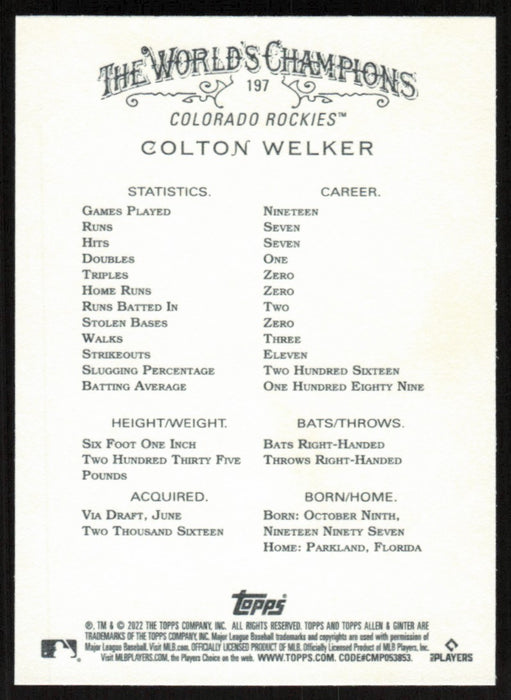 THE WORLD'S CHAMPIONS
197
COLORADO ROCKIES™
COLTON WELKER
STATISTICS. CAREER.
GAMES PLAYED NINETEEN
RUNS SEVEN
HITS SEVEN
DOUBLES ONE
TRIPLES ZERO
HOME RUNS ZERO
RUNS BATTED IN TWO
STOLEN BASES ZERO
WALKS THREE
STRIKEOUTS ELEVEN
SLUGGING PERCENTAGE TWO HUNDRED SIXTEEN
BATTING AVERAGE ONE HUNDRED EIGHTY NINE
HEIGHT/WEIGHT. BATS/THROWS.
SIX FOOT ONE INCH BATS RIGHT-HANDED
TWO HUNDRED THIRTY FIVE THROWS RIGHT-HANDED
POUNDS
ACQUIRED. BORN/HOME.
VIA DRAFT, JUNE BORN: OCTOBER NINTH,
TWO THOUSAND SIXTEEN NINETEEN NINETY SEVEN
HOME: PARKLAND, FLORIDA
topps
®, TM & © 2022 THE TOPPS COMPANY, INC. ALL RIGHTS RESERVED. TOPPS AND TOPPS ALLEN & GINTER ARE
TRADEMARKS OF THE TOPPS COMPANY, INC. Major League Baseball trademarks and copyrights are used with permission of
Major League Baseball. Visit MLB.com. OFFICIALLY LICENSED PRODUCT OF MLB. Officially Licensed Product of MLB Players, Inc.
Visit MLBPLAYERS.COM, the Players Choice on the web. WWW.TOPPS.COM. CODE#CMP053853.
PLAYERS